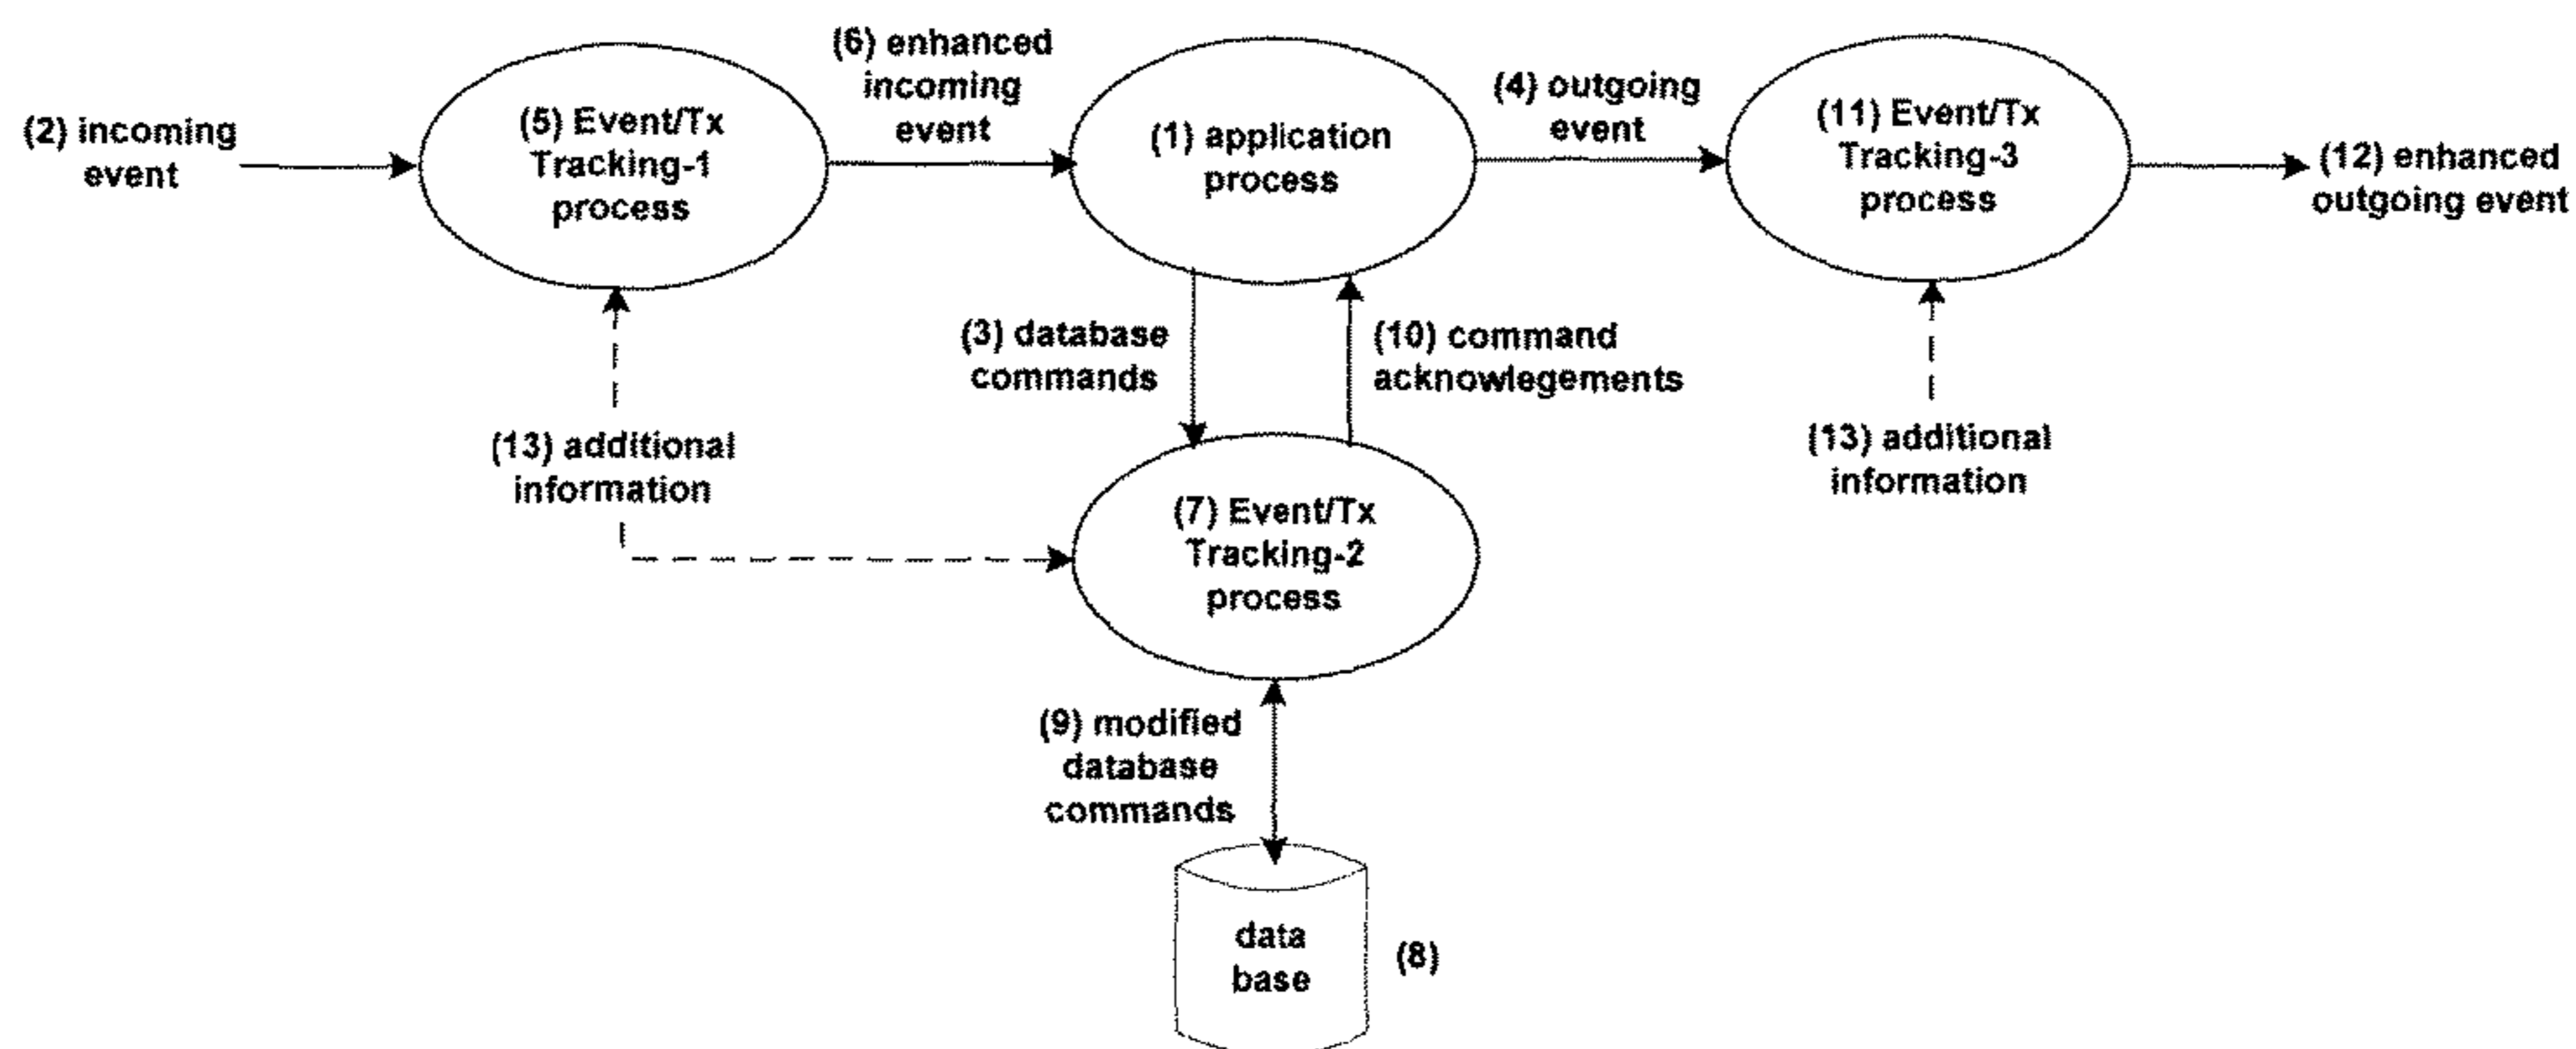 (2) incoming
event
(5) Event/Tx
Tracking-1
process
(6) enhanced
incoming
event
(1) application
process
(4) outgoing
event
(11) Event/Tx
Tracking-3
process
(12) enhanced
outgoing event
(3) database
commands
(10) command
acknowlegements
(13) additional
information
(13) additional
information
(7) Event/Tx
Tracking-2
process
(9) modified
database
commands
data
base
(8)